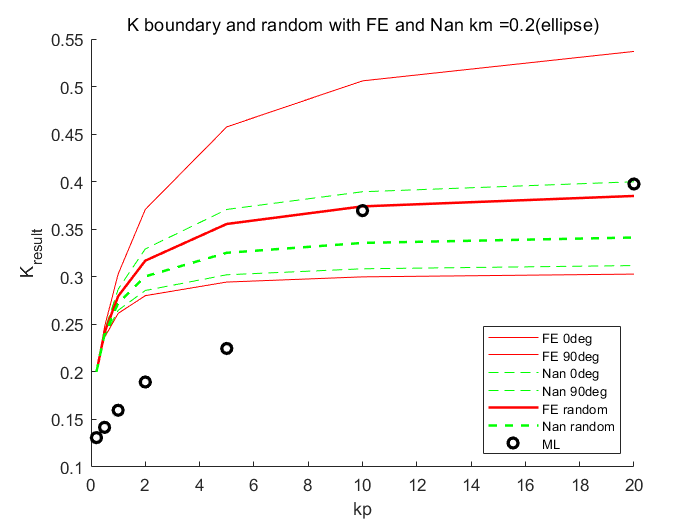 K boundary and random with FE and Nan km =0.2(ellipse)
0.55
0.5
0.45
0.4
0.35
0.3
0.25
0.2
0.15
0.1
K_result
0 2 4 6 8 10 12 14 16 18 20
kp
FE 0deg
FE 90deg
Nan 0deg
Nan 90deg
FE random
Nan random
ML